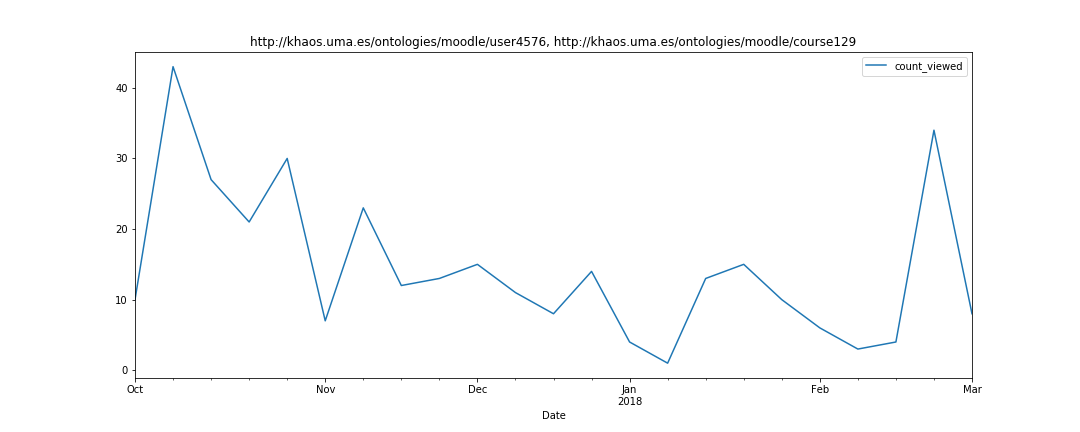 http://khaos.uma.es/ontologies/moodle/user4576, http://khaos.uma.es/ontologies/moodle/course129
count_viewed
40
30
20
10
0
Oct Nov Dec Jan Feb Mar
2018
Date